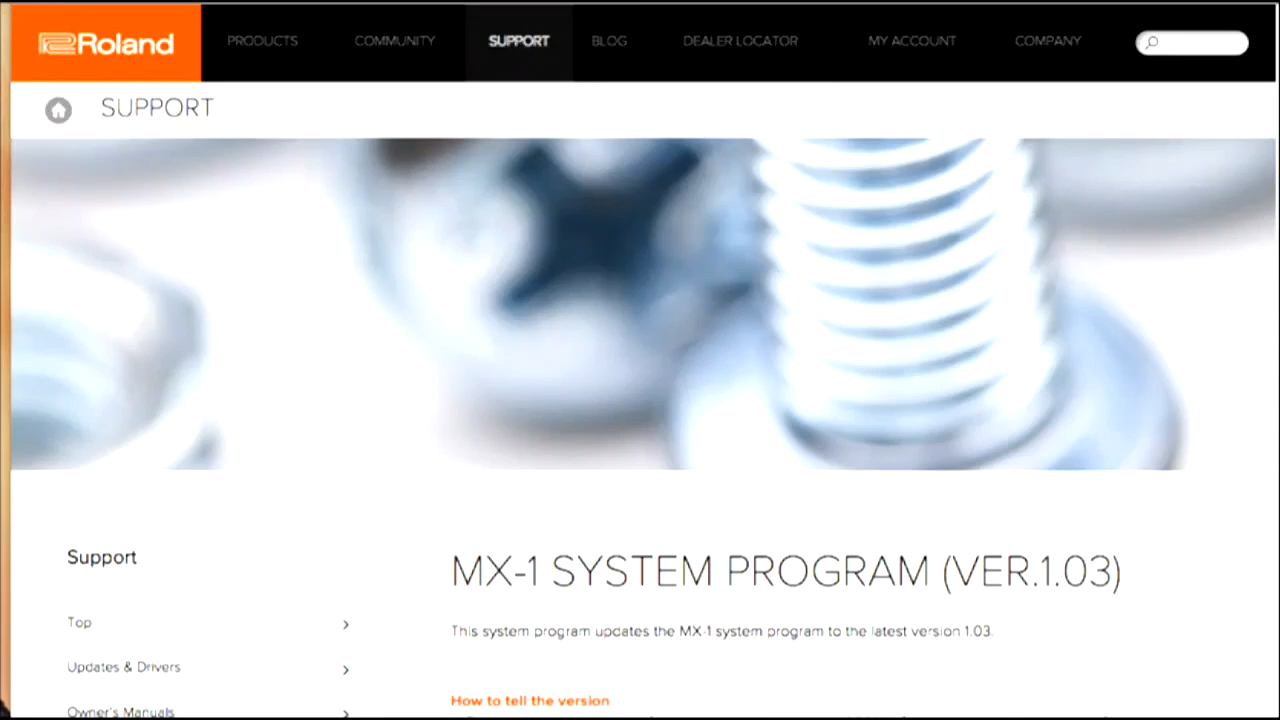 Roland
PRODUCTS
COMMUNITY
SUPPORT
BLOG
DEALER LOCATOR
MY ACCOUNT
COMPANY
SUPPORT
Support
Top
Updates & Drivers
Owner's Manuals
MX-1 SYSTEM PROGRAM (VER.1.03)
This system program updates the MX-1 system program to the latest version 1.03.
How to tell the version